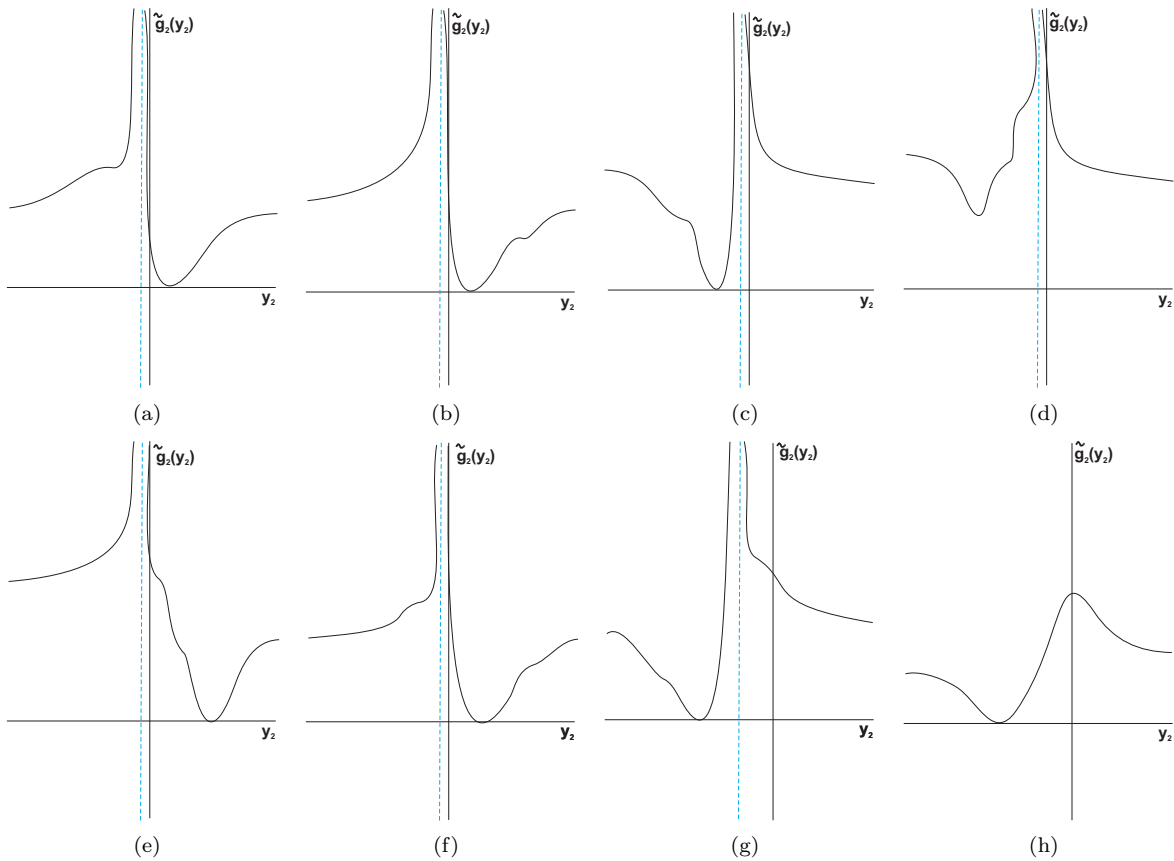 g̃₂(y₂) g̃₂(y₂) g̃₂(y₂) g̃₂(y₂)
y₂ y₂ y₂ y₂
(a) (b) (c) (d)
g̃₂(y₂) g̃₂(y₂) g̃₂(y₂) g̃₂(y₂)
y₂ y₂ y₂ y₂
(e) (f) (g) (h)